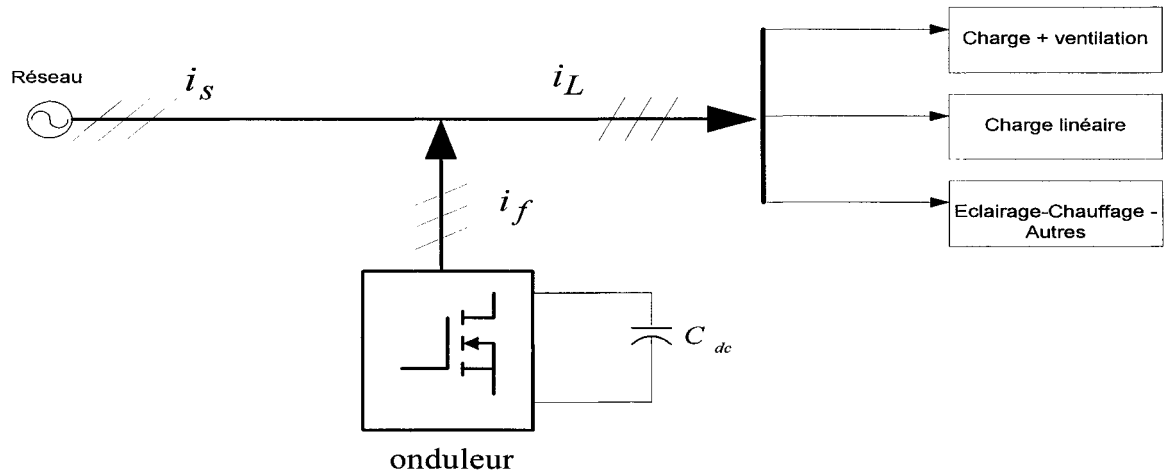 Réseau
i_s
i_L
i_f
Charge + ventilation
Charge linéaire
Eclairage-Chauffage -
Autres
C_dc
onduleur